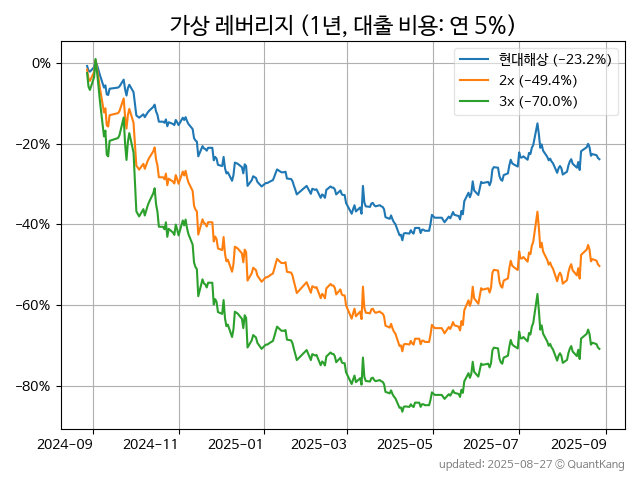 가상 레버리지 (1년, 대출 비용: 연 5%)
현대해상 (−23.2%)
2x (−49.4%)
3x (−70.0%)
0%
−20%
−40%
−60%
−80%
2024-09 2024-11 2025-01 2025-03 2025-05 2025-07 2025-09
updated: 2025-08-27 © QuantKang